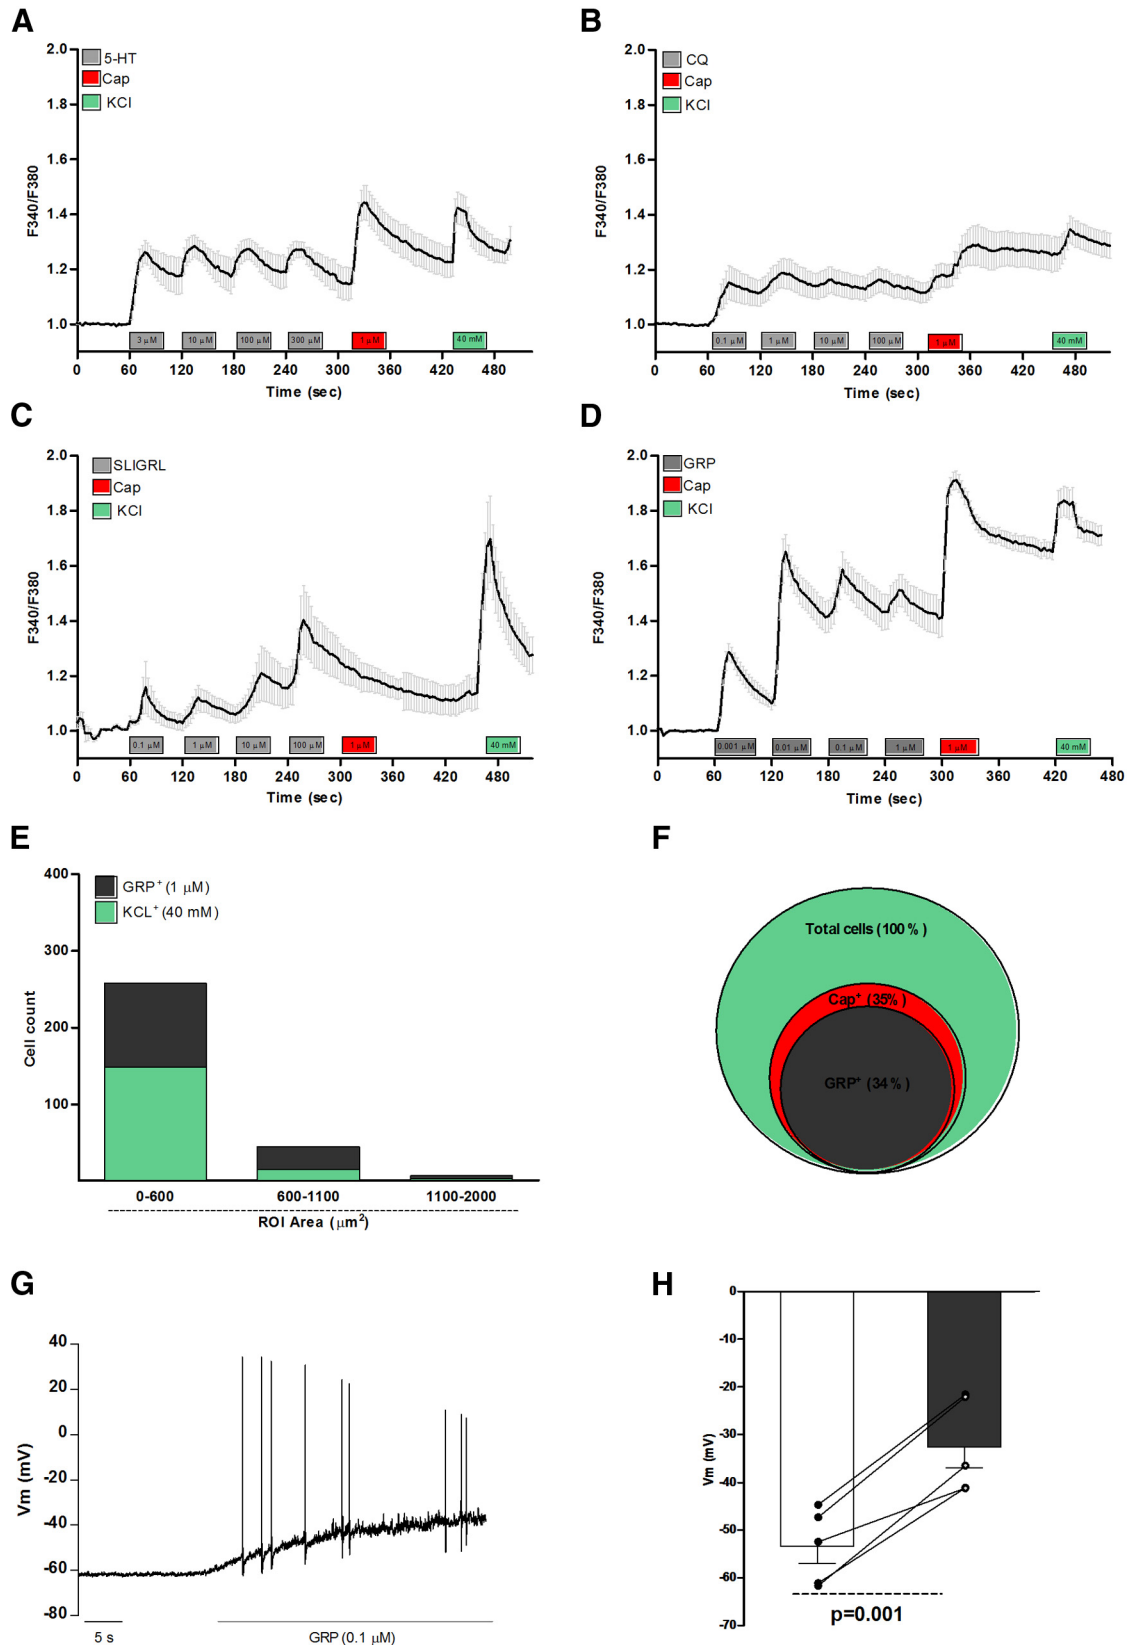 A
5-HT
Cap
KCl
2.0
1.8
1.6
1.4
1.2
1.0
F340/F380
3 µM
10 µM
100 µM
300 µM
1 µM
40 mM
0
60
120
180
240
300
360
420
480
Time (sec)
B
CQ
Cap
KCl
2.0
1.8
1.6
1.4
1.2
1.0
F340/F380
0.1 µM
1 µM
10 µM
100 µM
1 µM
40 mM
0
60
120
180
240
300
360
420
480
Time (sec)
C
SLIGRL
Cap
KCl
2.0
1.8
1.6
1.4
1.2
1.0
F340/F380
0.1 µM
1 µM
10 µM
100 µM
1 µM
40 mM
0
60
120
180
240
300
360
420
480
Time (sec)
D
GRP
Cap
KCl
2.0
1.8
1.6
1.4
1.2
1.0
F340/F380
0.001 µM
0.01 µM
0.1 µM
1 µM
1 µM
40 mM
0
60
120
180
240
300
360
420
480
Time (sec)
E
GRP⁺ (1 µM)
KCL⁺ (40 mM)
400
300
200
100
Cell count
0-600
600-1100
1100-2000
ROI Area (µm²)
F
Total cells (100%)
Cap⁺ (35%)
GRP⁺ (34%)
G
40
20
0
-20
-40
-60
-80
Vm (mV)
5 s
GRP (0.1 µM)
H
0
-10
-20
-30
-40
-50
-60
-70
Vm (mV)
p=0.001